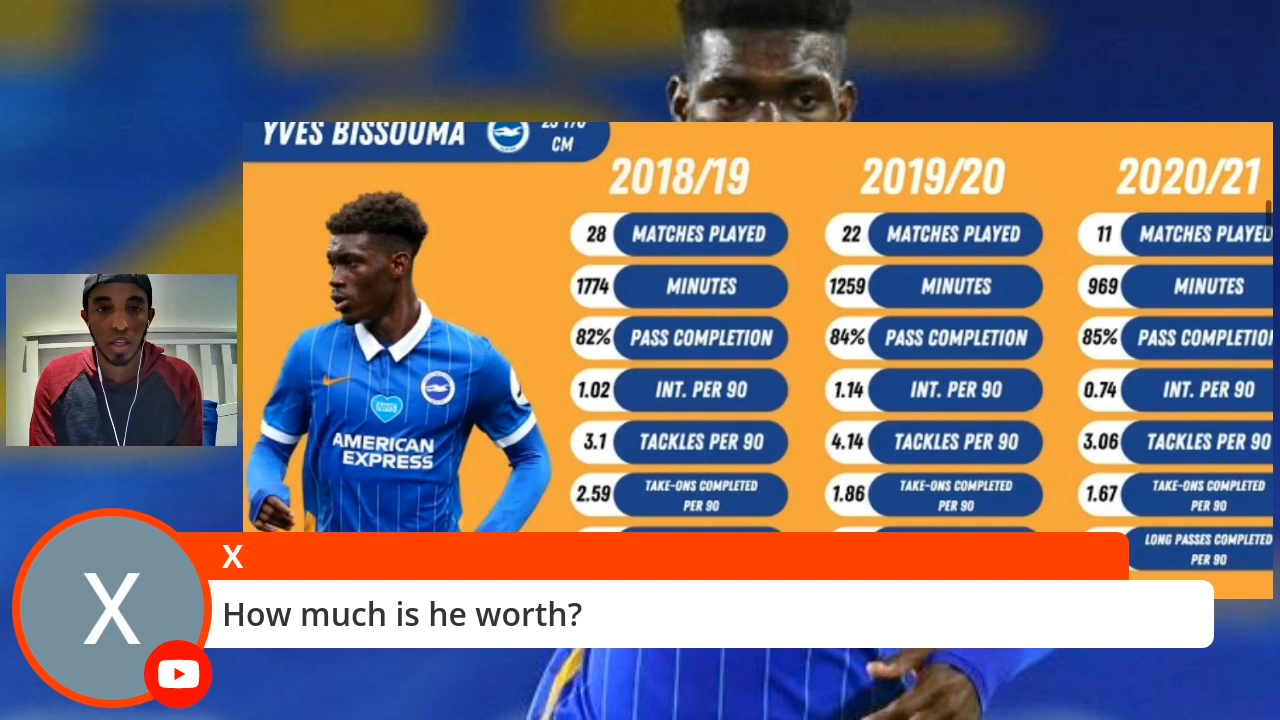 YVES BISSOUMA
CM
2018/19
28 MATCHES PLAYED
1774 MINUTES
82% PASS COMPLETION
1.02 INT. PER 90
3.1 TACKLES PER 90
2.59 TAKE-ONS COMPLETED
PER 90
2019/20
22 MATCHES PLAYED
1259 MINUTES
84% PASS COMPLETION
1.14 INT. PER 90
4.14 TACKLES PER 90
1.86 TAKE-ONS COMPLETED
PER 90
2020/21
11 MATCHES PLAYED
969 MINUTES
85% PASS COMPLETION
0.74 INT. PER 90
3.06 TACKLES PER 90
1.67 TAKE-ONS COMPLETED
PER 90
LONG PASSES COMPLETED
PER 90
NHS
AMERICAN
EXPRESS
X
X
How much is he worth?